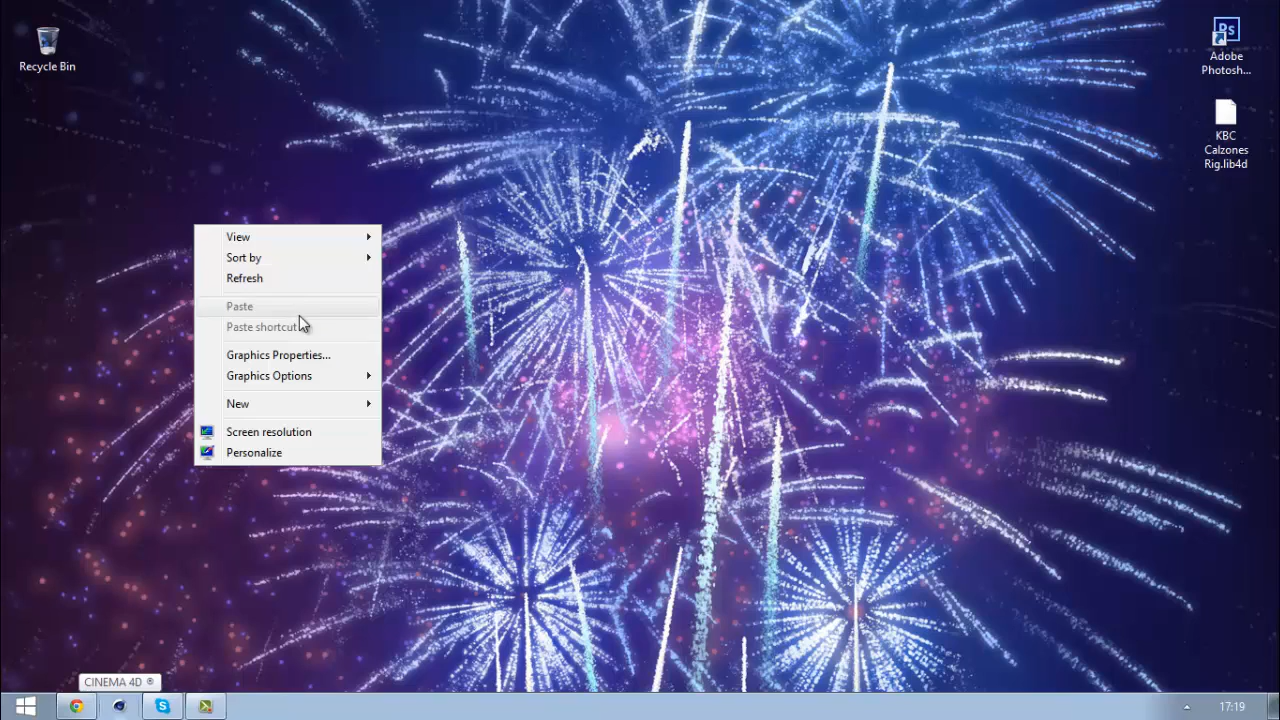 Recycle Bin
Ps
Adobe
Photosh...
KBC
Calzones
Rig.lib4d
View
Sort by
Refresh
Paste
Paste shortcut
Graphics Properties...
Graphics Options
New
Screen resolution
Personalize
CINEMA 4D ®
17:19